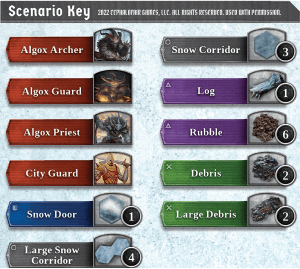 Scenario Key 2022 CEPHALOFAIR GAMES, LLC. ALL RIGHTS RESERVED. USED WITH PERMISSION.
Algox Archer
Snow Corridor 3
Algox Guard
Log 1
Algox Priest
Rubble 6
City Guard
Debris 2
Snow Door 1
Large Debris 2
Large Snow
Corridor 4